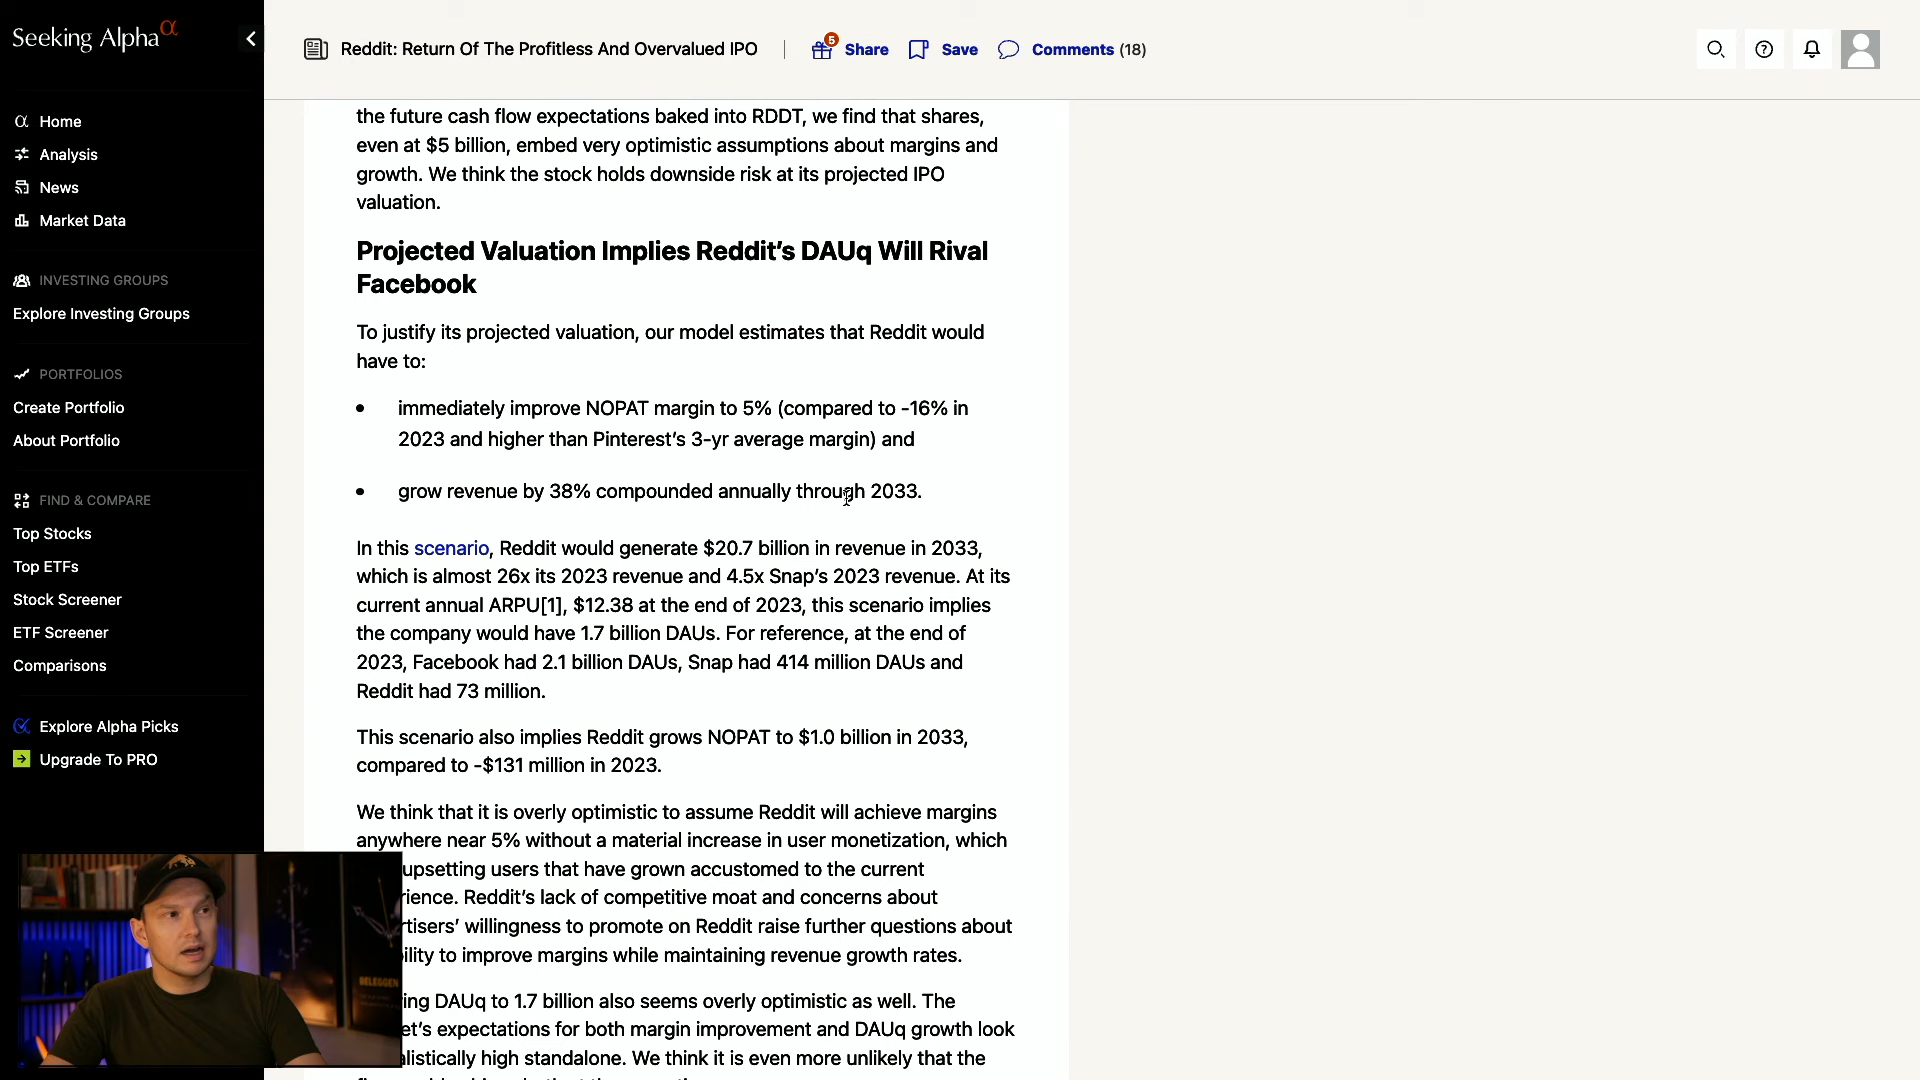 Seeking Alpha α
Reddit: Return Of The Profitless And Overvalued IPO
5
Share
Save
Comments (18)
Home
Analysis
News
Market Data
INVESTING GROUPS
Explore Investing Groups
PORTFOLIOS
Create Portfolio
About Portfolio
FIND & COMPARE
Top Stocks
Top ETFs
Stock Screener
ETF Screener
Comparisons
Explore Alpha Picks
Upgrade To PRO
the future cash flow expectations baked into RDDT, we find that shares,
even at $5 billion, embed very optimistic assumptions about margins and
growth. We think the stock holds downside risk at its projected IPO
valuation.
Projected Valuation Implies Reddit's DAUq Will Rival
Facebook
To justify its projected valuation, our model estimates that Reddit would
have to:
• immediately improve NOPAT margin to 5% (compared to -16% in
2023 and higher than Pinterest's 3-yr average margin) and
• grow revenue by 38% compounded annually through 2033.
In this scenario, Reddit would generate $20.7 billion in revenue in 2033,
which is almost 26x its 2023 revenue and 4.5x Snap's 2023 revenue. At its
current annual ARPU[1], $12.38 at the end of 2023, this scenario implies
the company would have 1.7 billion DAUs. For reference, at the end of
2023, Facebook had 2.1 billion DAUs, Snap had 414 million DAUs and
Reddit had 73 million.
This scenario also implies Reddit grows NOPAT to $1.0 billion in 2033,
compared to -$131 million in 2023.
We think that it is overly optimistic to assume Reddit will achieve margins
anywhere near 5% without a material increase in user monetization, which
upsetting users that have grown accustomed to the current
rience. Reddit's lack of competitive moat and concerns about
rtisers' willingness to promote on Reddit raise further questions about
ility to improve margins while maintaining revenue growth rates.
ing DAUq to 1.7 billion also seems overly optimistic as well. The
et's expectations for both margin improvement and DAUq growth look
alistically high standalone. We think it is even more unlikely that the
BELEGGEN